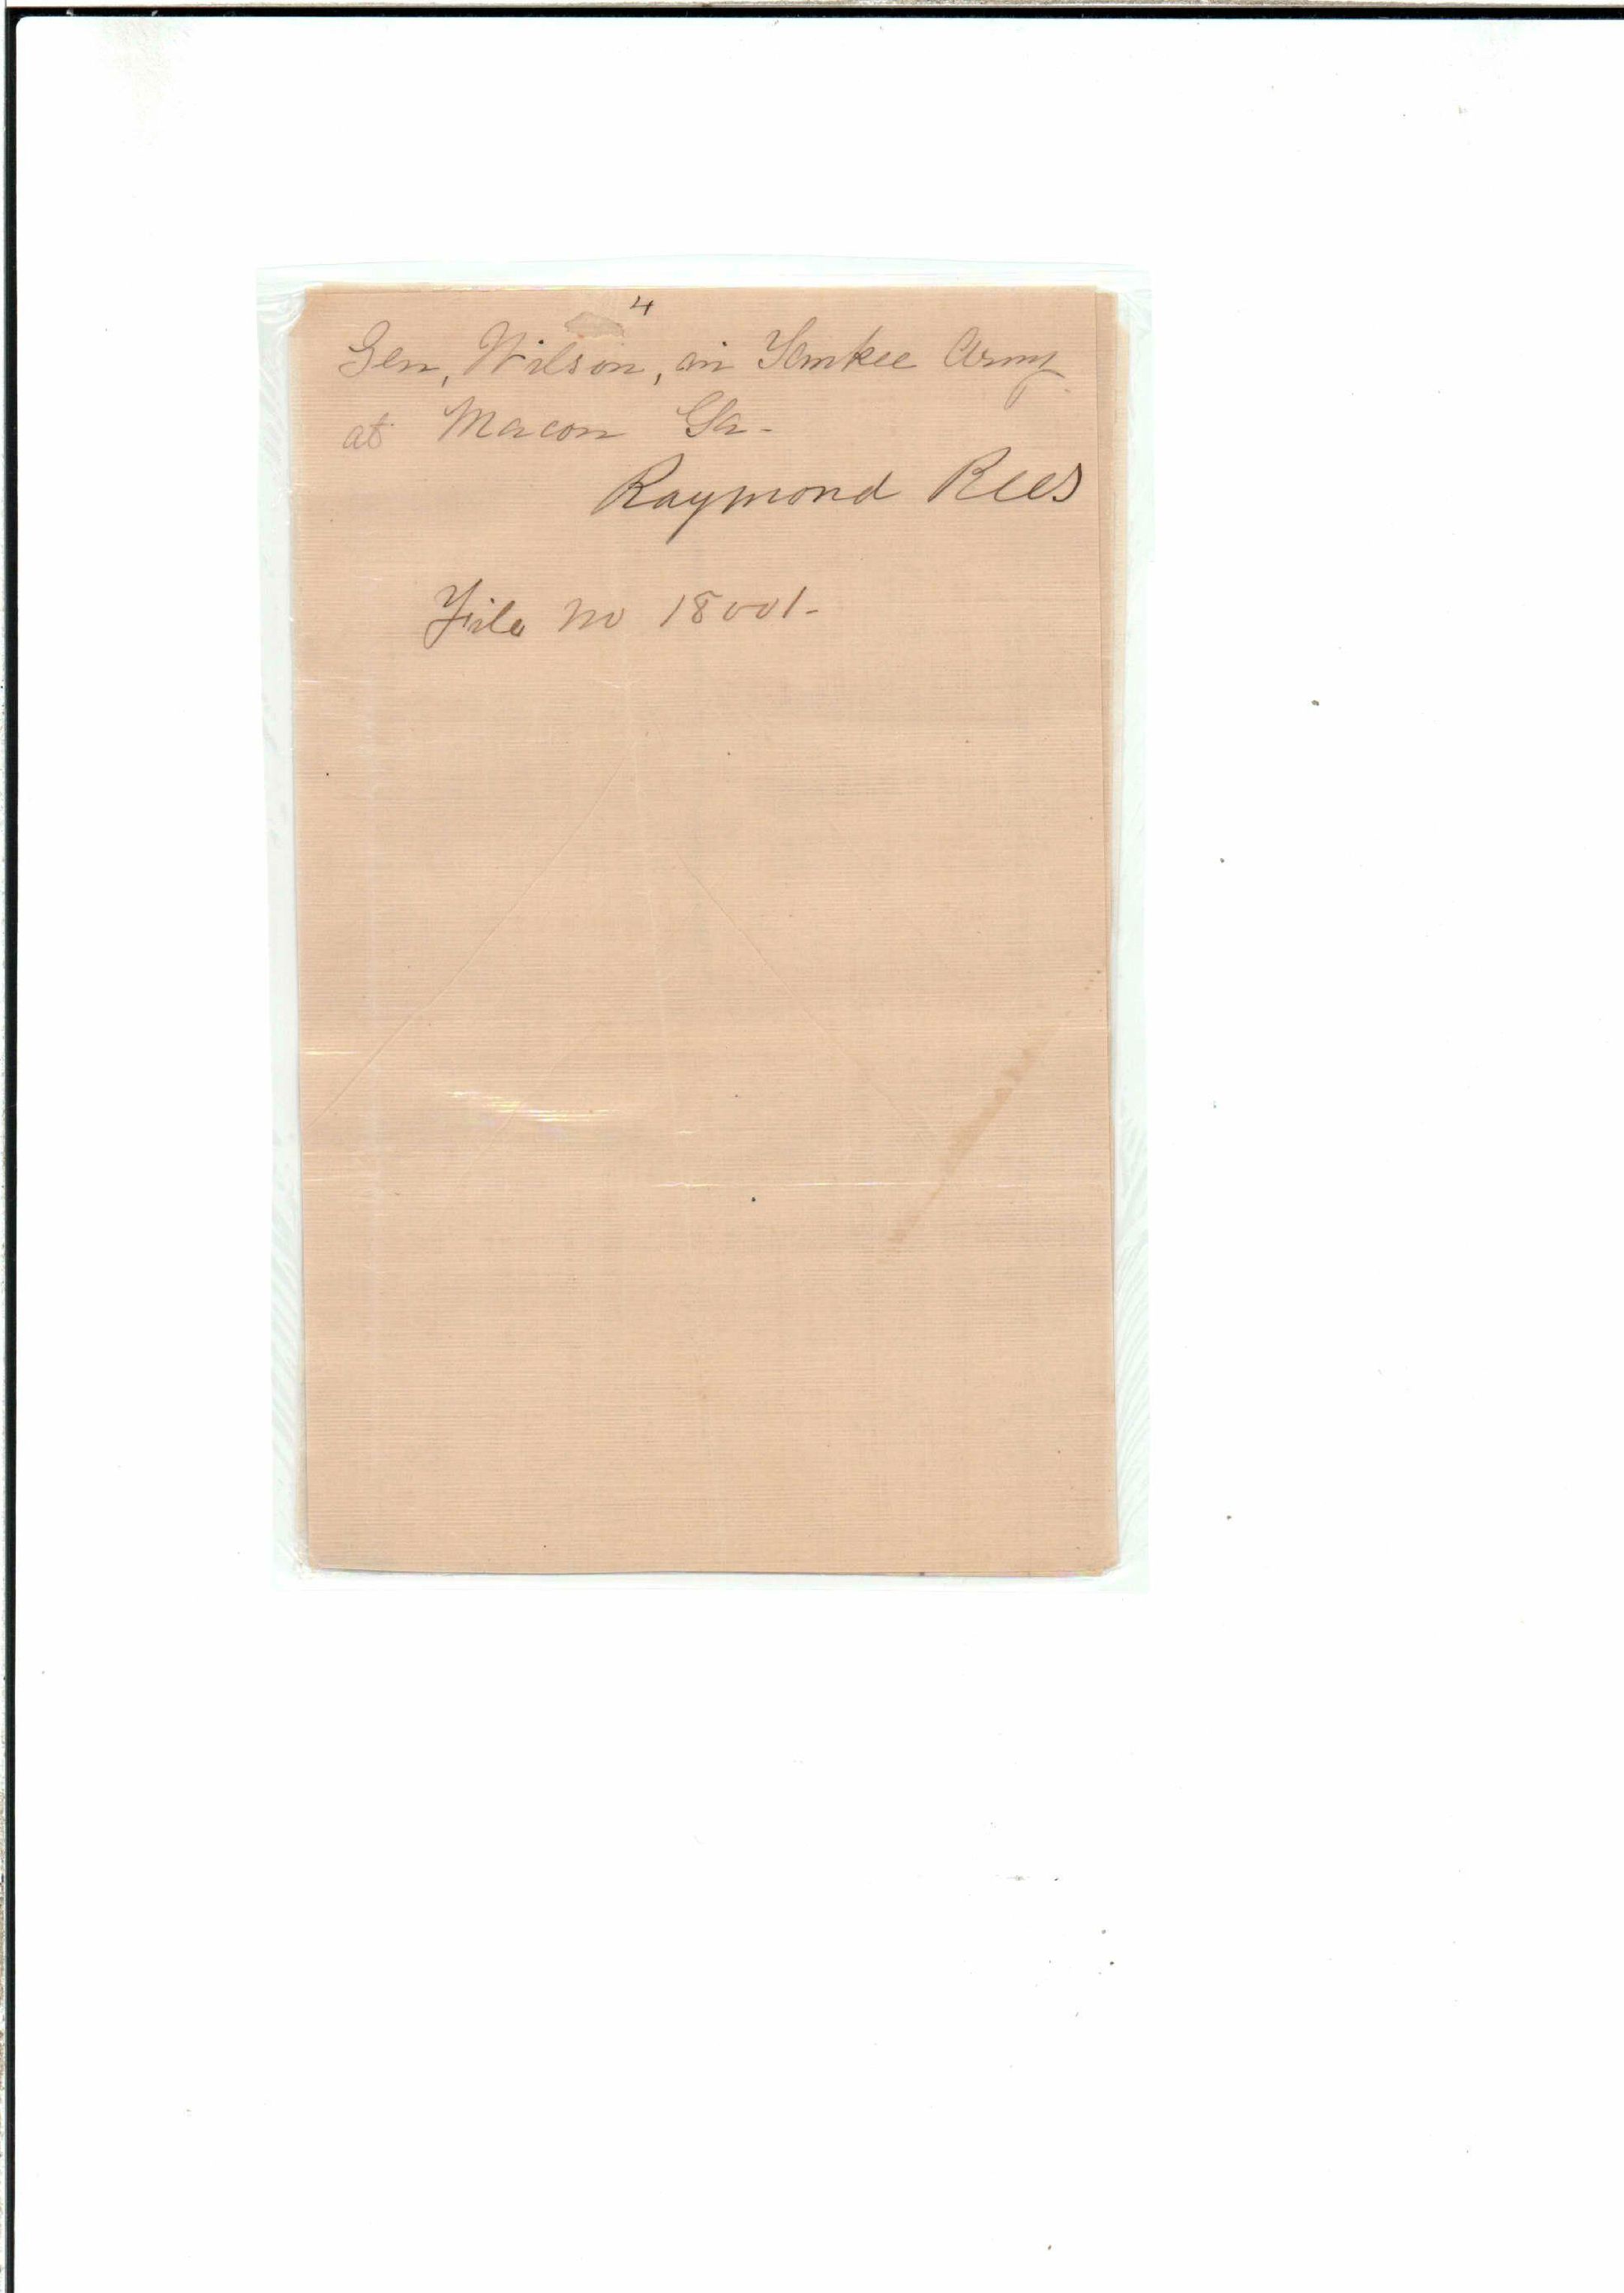 4
Gen, Wilson, in Yankee Army
at Macon Ga-
Raymond Rees
File no 18001-